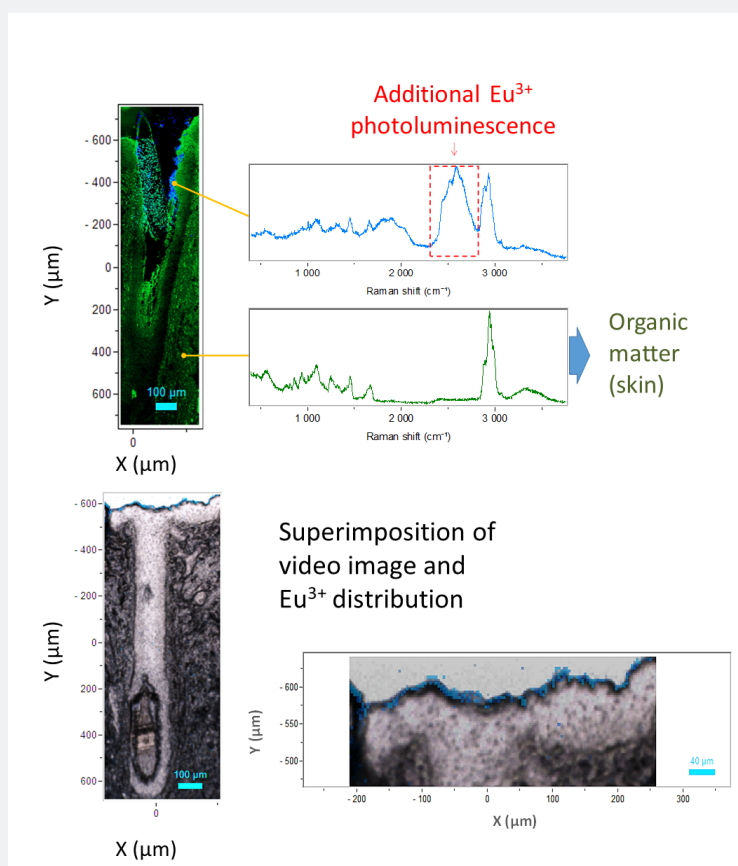 Additional Eu³⁺
photoluminescence
- 600
- 400
- 200
0
200
400
600
Y (µm)
100 µm
0
X (µm)
1 000
2 000
3 000
Raman shift (cm⁻¹)
1 000
2 000
3 000
Raman shift (cm⁻¹)
Organic
matter
(skin)
- 600
- 400
- 200
0
200
400
600
Y (µm)
100 µm
0
X (µm)
Superimposition of
video image and
Eu³⁺ distribution
- 600
- 550
- 500
Y (µm)
40 µm
- 200
- 100
0
100
200
300
X (µm)